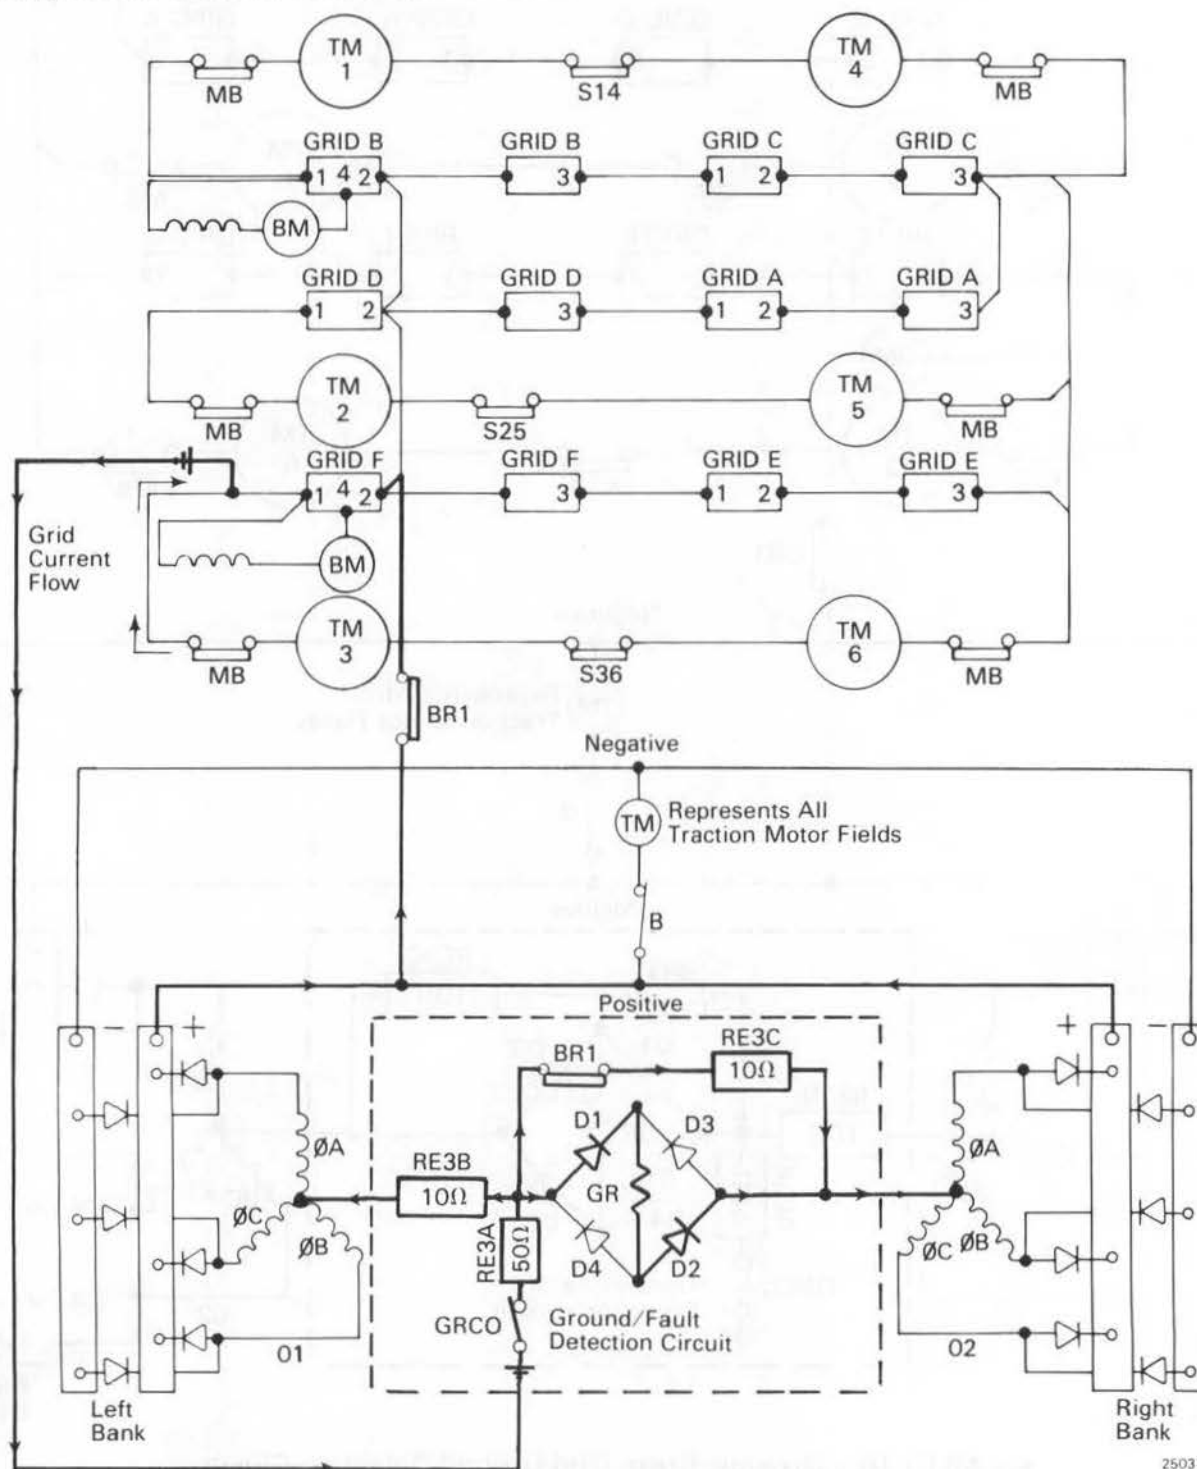 TM 1
TM 4
MB
S14
MB
GRID B
GRID B
GRID C
GRID C
1 4 2
3
1 2
3
BM
GRID D
GRID D
GRID A
GRID A
1 2
3
1 2
3
TM 2
TM 5
MB
S25
MB
GRID F
GRID F
GRID E
GRID E
1 4 2
3
1 2
3
Grid
Current
Flow
BM
TM 3
TM 6
MB
S36
MB
BR1
Negative
TM
Represents All
Traction Motor Fields
B
Positive
- +
+ -
BR1
RE3C
10Ω
D1
D3
ØA
ØA
RE3B
10Ω
GR
ØC
ØB
RE3A
50Ω
ØC
ØB
D4
D2
GRCO
Ground/Fault
Detection Circuit
01
02
Left
Bank
Right
Bank
2503